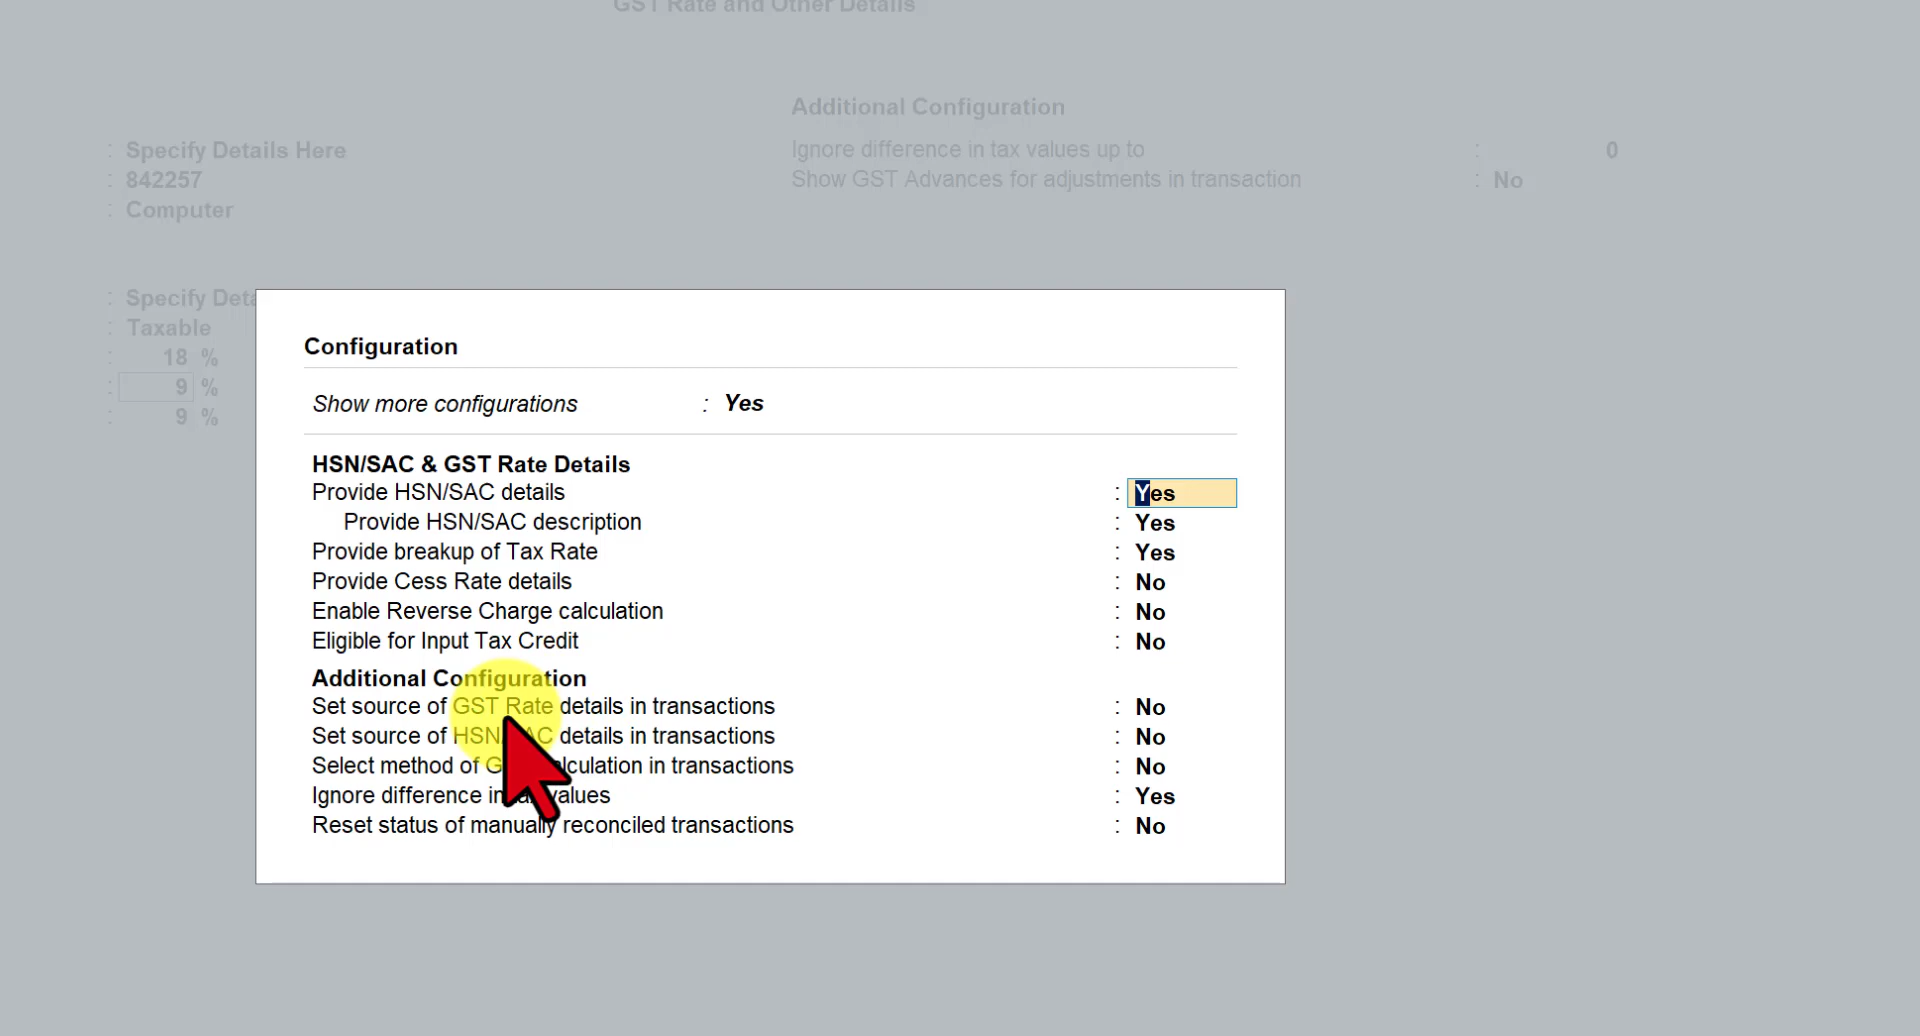 GST Rate and Other Details
Additional Configuration
: Specify Details Here
Ignore difference in tax values up to : 0
: 842257
Show GST Advances for adjustments in transaction : No
: Computer
: Specify Deta
: Taxable
: 18 %
: 9 %
: 9 %
Configuration
Show more configurations : Yes
HSN/SAC & GST Rate Details
Provide HSN/SAC details : Yes
Provide HSN/SAC description : Yes
Provide breakup of Tax Rate : Yes
Provide Cess Rate details : No
Enable Reverse Charge calculation : No
Eligible for Input Tax Credit : No
Additional Configuration
Set source of GST Rate details in transactions : No
Set source of HSN/SAC details in transactions : No
Select method of calculation in transactions : No
Ignore difference in values : Yes
Reset status of manually reconciled transactions : No